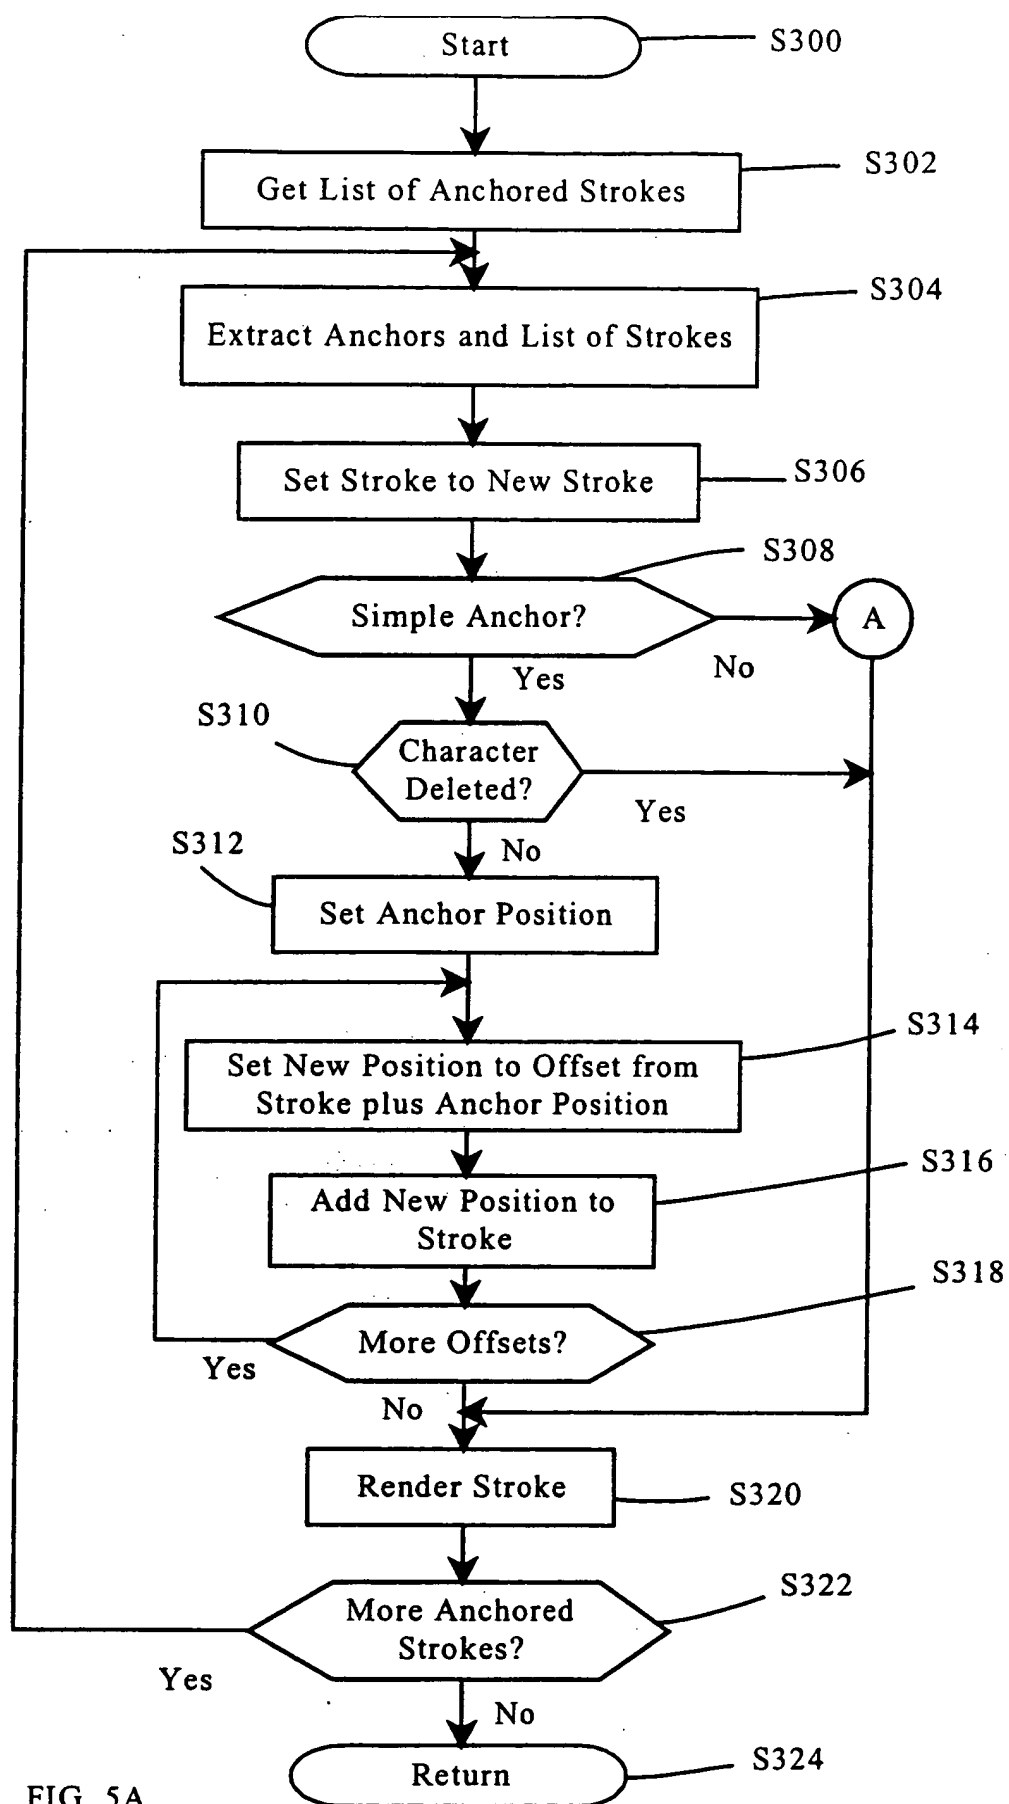 Start
S300
Get List of Anchored Strokes
S302
Extract Anchors and List of Strokes
S304
Set Stroke to New Stroke
S306
Simple Anchor?
S308
A
Yes
No
S310
Character
Deleted?
Yes
No
S312
Set Anchor Position
Set New Position to Offset from
Stroke plus Anchor Position
S314
Add New Position to
Stroke
S316
More Offsets?
S318
Yes
No
Render Stroke
S320
More Anchored
Strokes?
S322
Yes
No
Return
S324
FIG. 5A